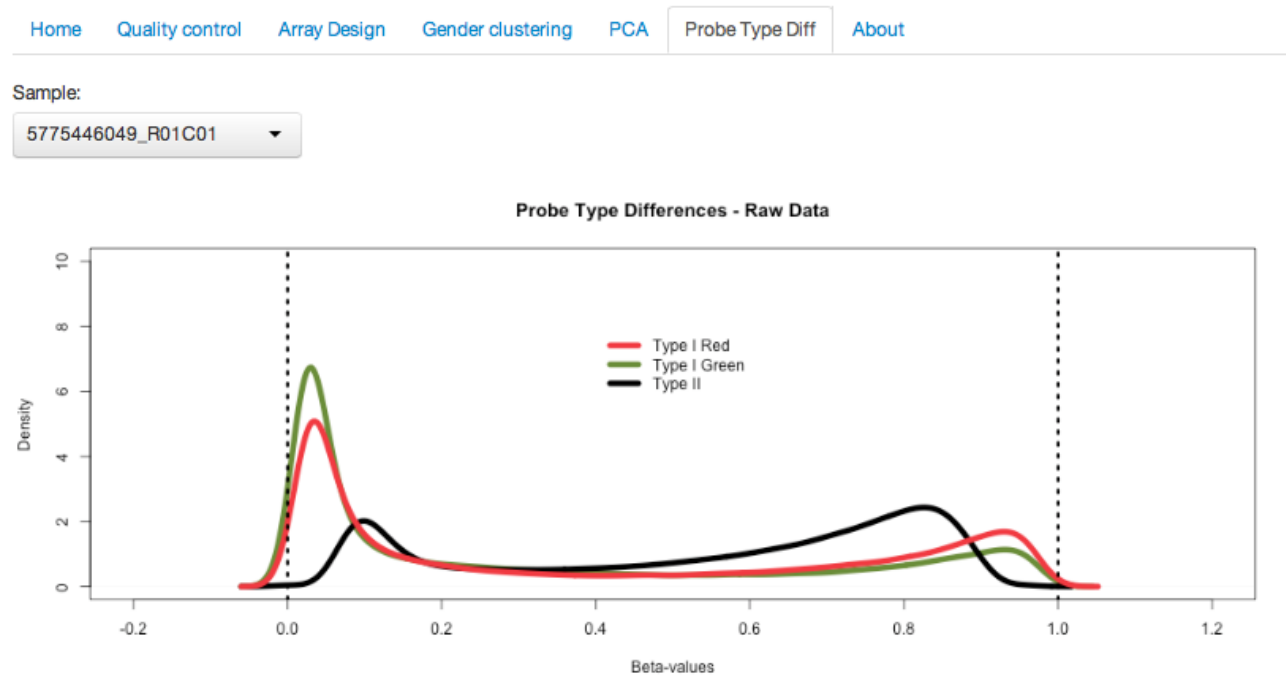 Home Quality control Array Design Gender clustering PCA Probe Type Diff About
Sample:
5775446049_R01C01
Probe Type Differences - Raw Data
10
8
6
4
2
0
Density
Type I Red
Type I Green
Type II
-0.2 0.0 0.2 0.4 0.6 0.8 1.0 1.2
Beta-values